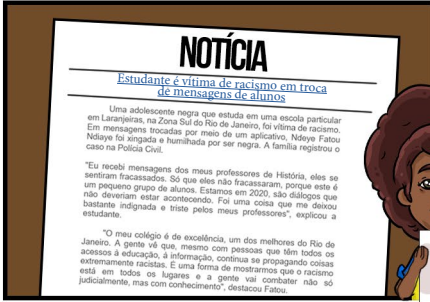 NOTÍCIA
Estudante é vítima de racismo em troca
de mensagens de alunos
Uma adolescente negra que estuda em uma escola particular
em Laranjeiras, na Zona Sul do Rio de Janeiro, foi vítima de racismo.
Em mensagens trocadas por meio de um aplicativo, Ndeye Fatou
Ndiaye foi xingada e humilhada por ser negra. A família registrou o
caso na Polícia Civil.
"Eu recebi mensagens dos meus professores de História, eles se
sentiram fracassados. Só que eles não fracassaram, porque este é
um pequeno grupo de alunos. Estamos em 2020, são diálogos que
não deveriam estar acontecendo. Foi uma coisa que me deixou
bastante indignada e triste pelos meus professores", explicou a
estudante.
"O meu colégio é de excelência, um dos melhores do Rio de
Janeiro. A gente vê que, mesmo com pessoas que têm todos os
acessos à educação, à informação, continua se propagando coisas
extremamente racistas. É uma forma de mostrarmos que o racismo
está em todos os lugares e a gente vai combater não só
judicialmente, mas com conhecimento", destacou Fatou.